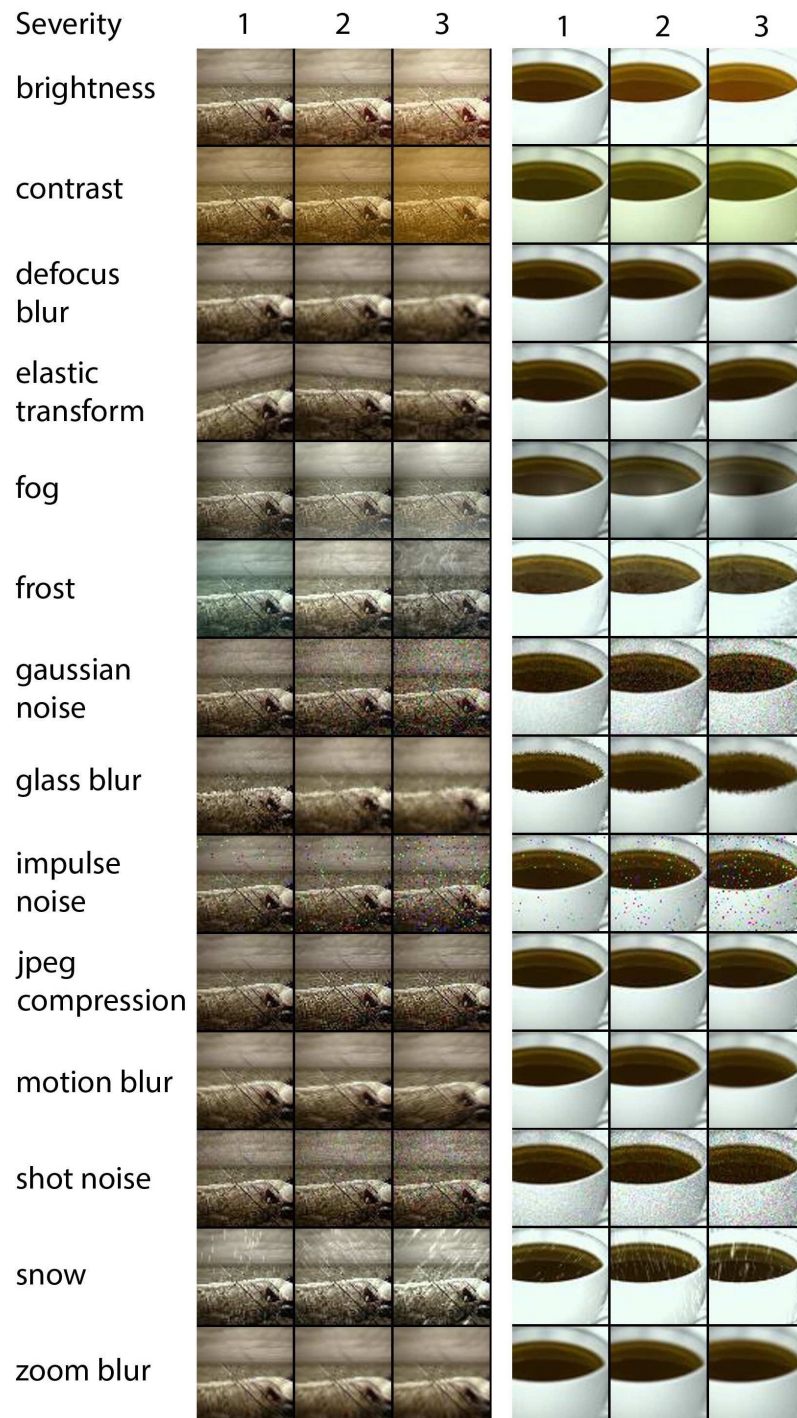 Severity 1 2 3 1 2 3
brightness
contrast
defocus
blur
elastic
transform
fog
frost
gaussian
noise
glass blur
impulse
noise
jpeg
compression
motion blur
shot noise
snow
zoom blur